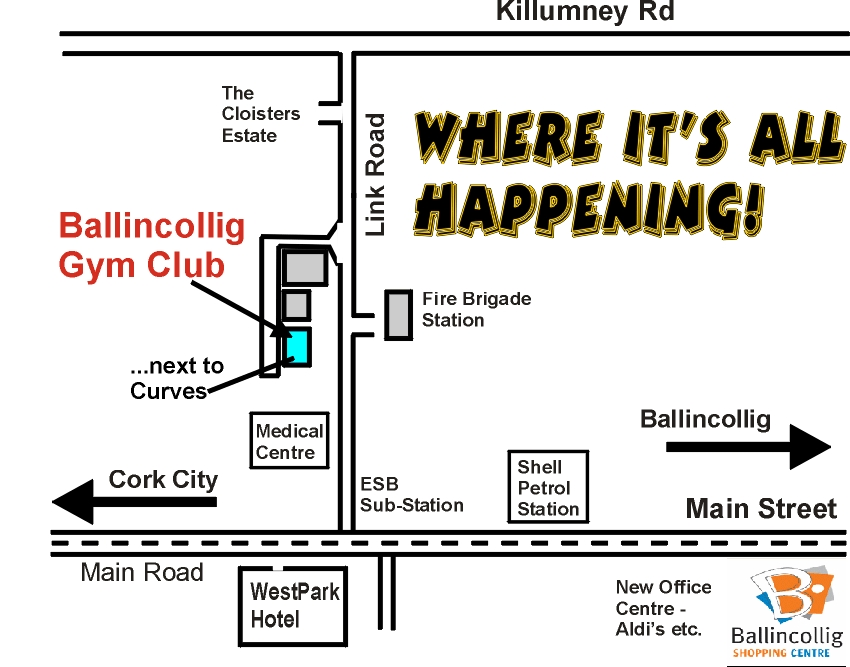 Killumney Rd
The
Cloisters
Estate
Link Road
WHERE IT'S ALL
HAPPENING!
Ballincollig
Gym Club
Fire Brigade
Station
...next to
Curves
Medical
Centre
Ballincollig
Cork City
ESB
Sub-Station
Shell
Petrol
Station
Main Street
Main Road
WestPark
Hotel
New Office
Centre -
Aldi's etc.
B
Ballincollig
SHOPPING CENTRE